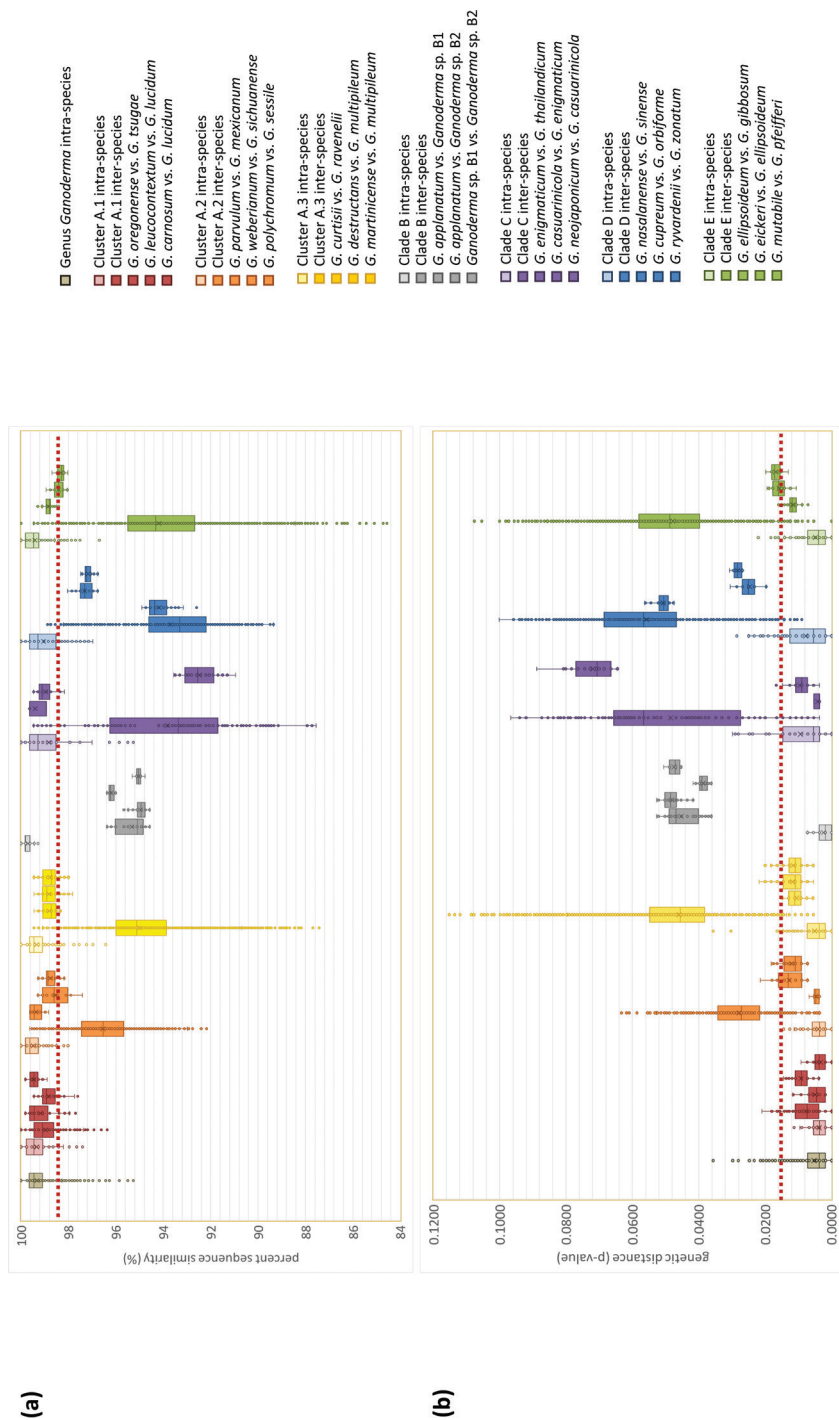 (a)
percent sequence similarity (%)
100
98
96
94
92
90
88
86
84
(b)
genetic distance (p-value)
0.1200
0.1000
0.0800
0.0600
0.0400
0.0200
0.0000
Genus Ganoderma intra-species
Cluster A.1 intra-species
Cluster A.1 inter-species
G. oregonense vs. G. tsugae
G. leucocontextum vs. G. lucidum
G. carnosum vs. G. lucidum
Cluster A.2 intra-species
Cluster A.2 inter-species
G. parvulum vs. G. mexicanum
G. weberianum vs. G. sichuanense
G. polychromum vs. G. sessile
Cluster A.3 intra-species
Cluster A.3 inter-species
G. curtisii vs. G. ravenelii
G. destructans vs. G. multipileum
G. martinicense vs. G. multipileum
Clade B intra-species
Clade B inter-species
G. applanatum vs. Ganoderma sp. B1
G. applanatum vs. Ganoderma sp. B2
Ganoderma sp. B1 vs. Ganoderma sp. B2
Clade C intra-species
Clade C inter-species
G. enigmaticum vs. G. thailandicum
G. casuarinicola vs. G. enigmaticum
G. neojaponicum vs. G. casuarinicola
Clade D intra-species
Clade D inter-species
G. nasalanense vs. G. sinense
G. cupreum vs. G. orbiforme
G. ryvardenii vs. G. zonatum
Clade E intra-species
Clade E inter-species
G. ellipsoideum vs. G. gibbosum
G. eickeri vs. G. ellipsoideum
G. mutabile vs. G. pfeifferi